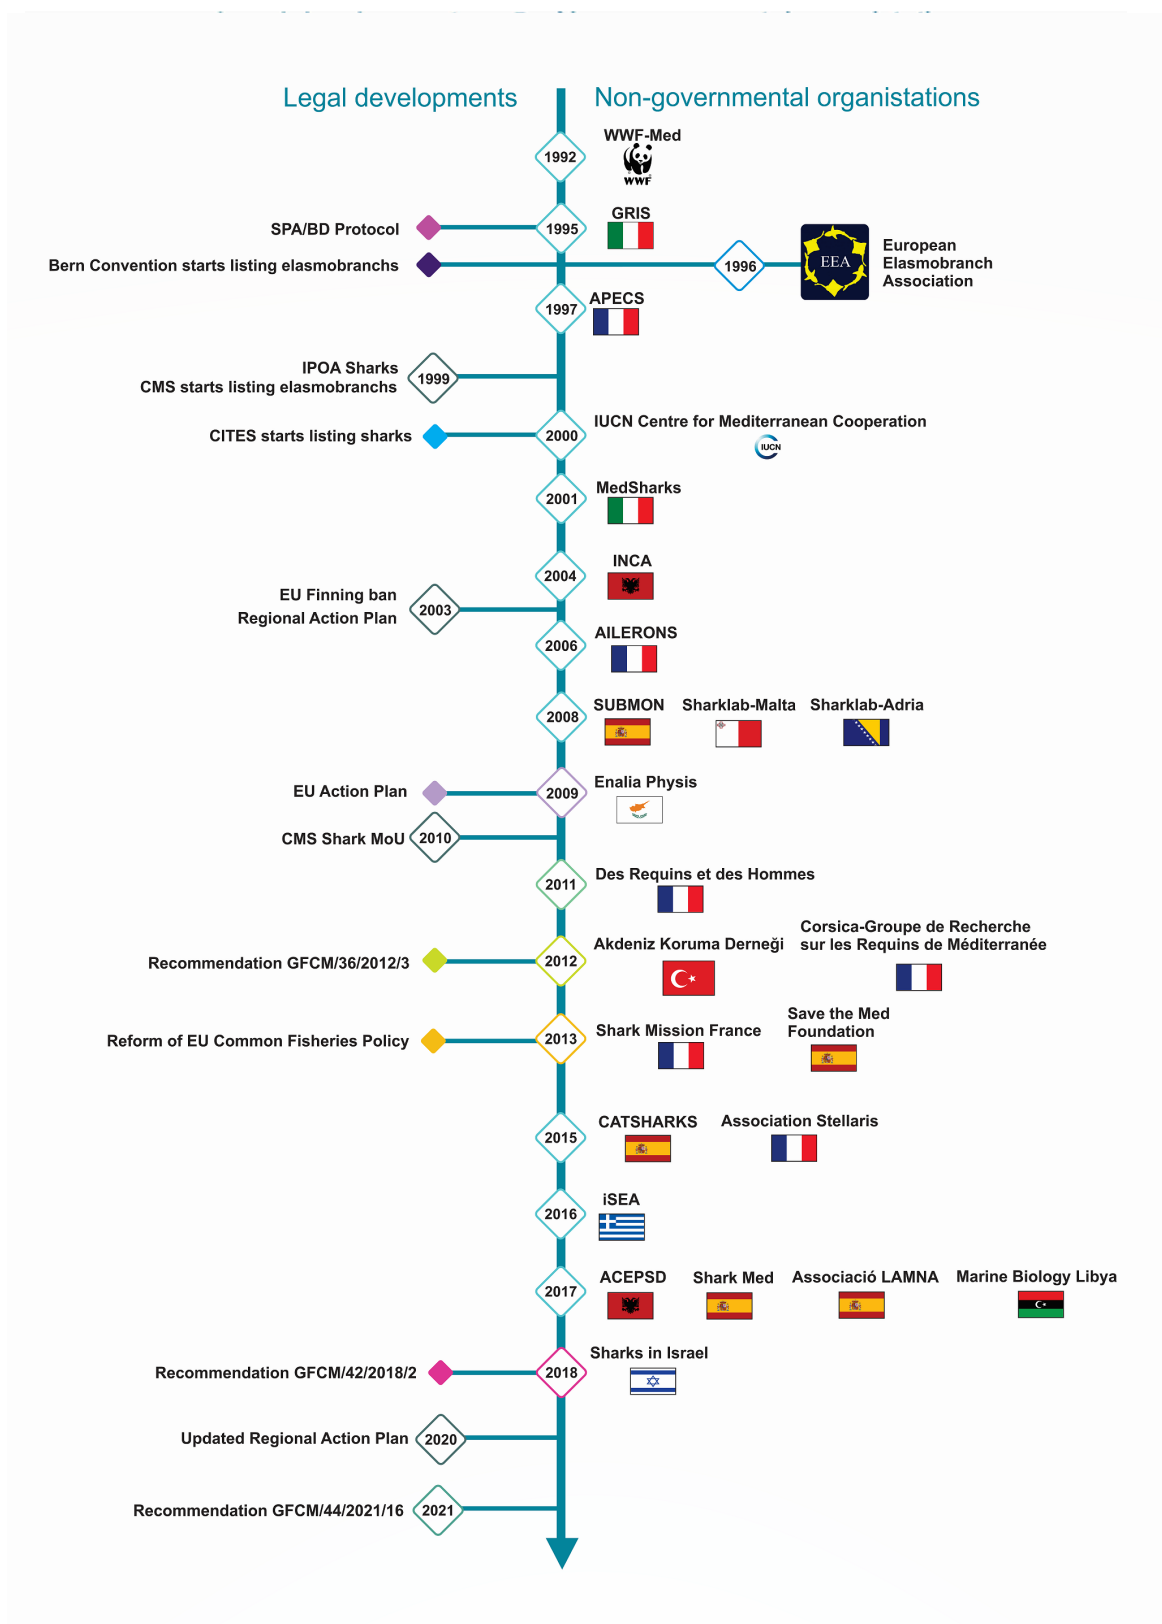 Legal developments
Non-governmental organistations
WWF-Med
1992
WWF
GRIS
SPA/BD Protocol
1995
Bern Convention starts listing elasmobranchs
1996
EEA
European
Elasmobranch
Association
APECS
1997
IPOA Sharks
CMS starts listing elasmobranchs
1999
CITES starts listing sharks
2000
IUCN Centre for Mediterranean Cooperation
IUCN
MedSharks
2001
INCA
2004
EU Finning ban
Regional Action Plan
2003
AILERONS
2006
SUBMON
Sharklab-Malta
Sharklab-Adria
2008
EU Action Plan
2009
Enalia Physis
CMS Shark MoU
2010
Des Requins et des Hommes
2011
Recommendation GFCM/36/2012/3
2012
Akdeniz Koruma Derneği
Corsica-Groupe de Recherche
sur les Requins de Méditerranée
Reform of EU Common Fisheries Policy
2013
Shark Mission France
Save the Med
Foundation
CATSHARKS
Association Stellaris
2015
iSEA
2016
ACEPSD
Shark Med
Associació LAMNA
Marine Biology Libya
2017
Sharks in Israel
Recommendation GFCM/42/2018/2
2018
Updated Regional Action Plan
2020
Recommendation GFCM/44/2021/16
2021